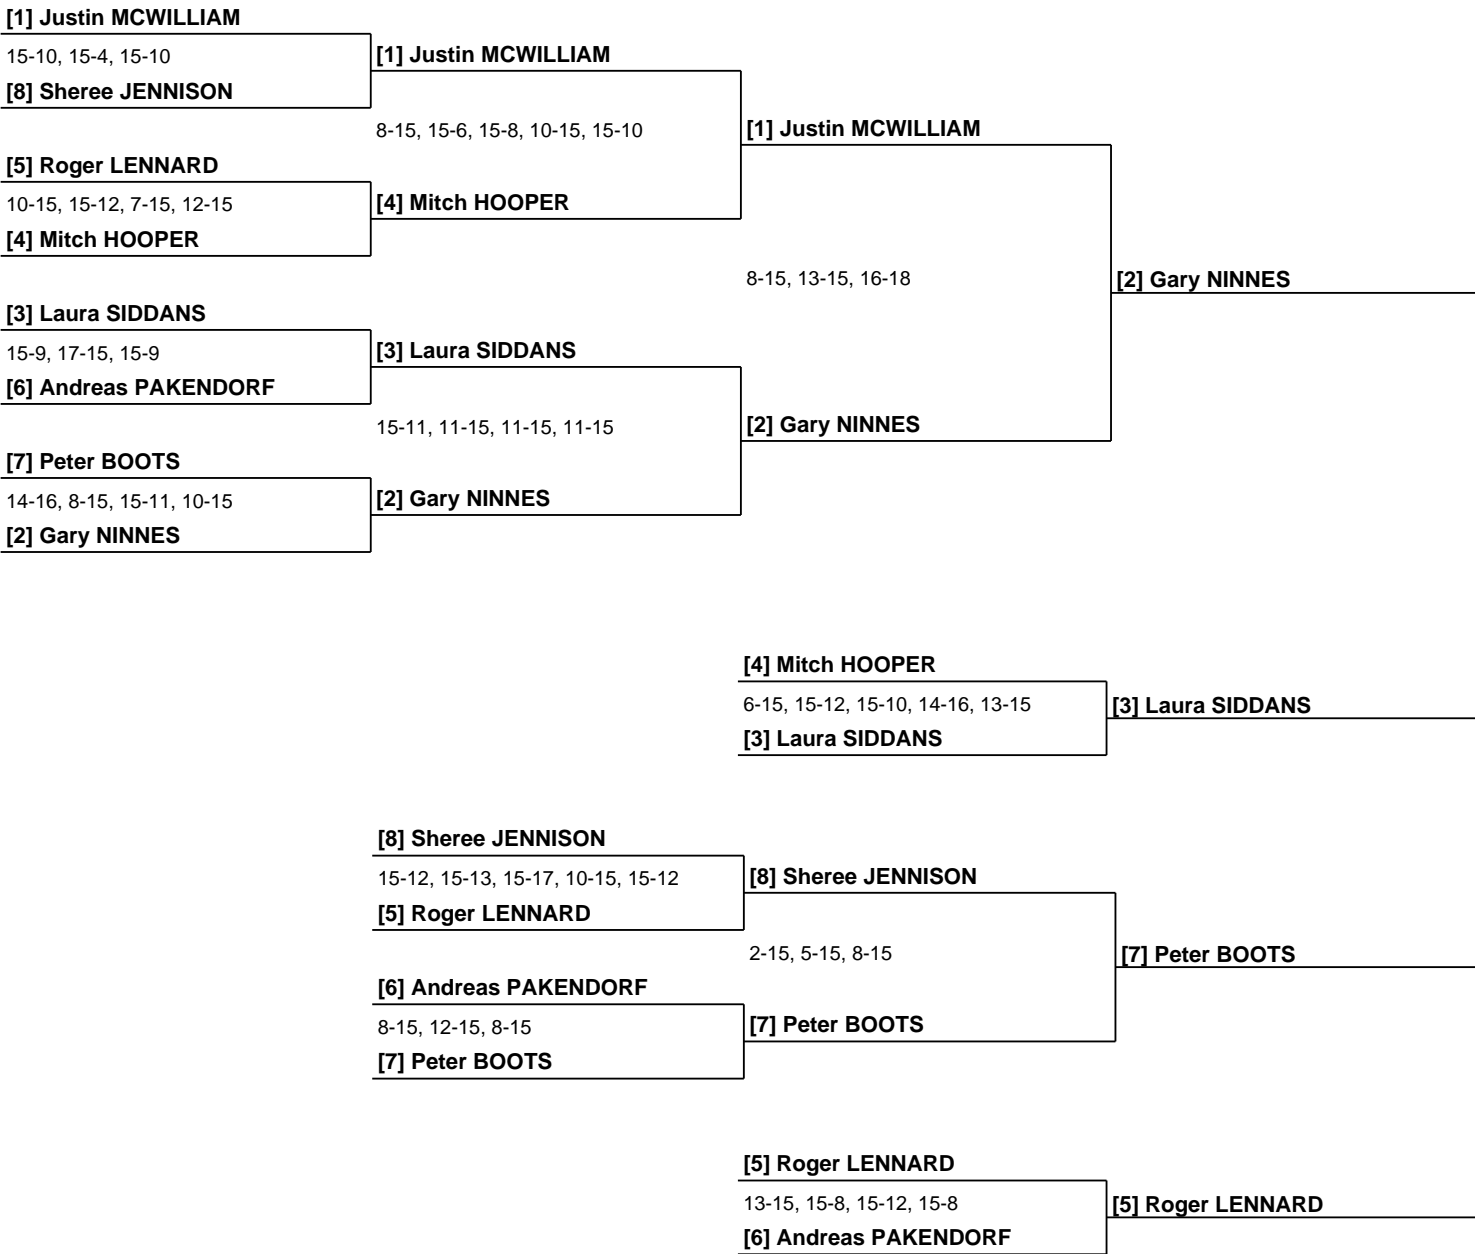 [1] Justin MCWILLIAM
15-10, 15-4, 15-10
[1] Justin MCWILLIAM
[8] Sheree JENNISON
8-15, 15-6, 15-8, 10-15, 15-10
[1] Justin MCWILLIAM
[5] Roger LENNARD
10-15, 15-12, 7-15, 12-15
[4] Mitch HOOPER
[4] Mitch HOOPER
8-15, 13-15, 16-18
[2] Gary NINNES
[3] Laura SIDDANS
15-9, 17-15, 15-9
[3] Laura SIDDANS
[6] Andreas PAKENDORF
15-11, 11-15, 11-15, 11-15
[2] Gary NINNES
[7] Peter BOOTS
14-16, 8-15, 15-11, 10-15
[2] Gary NINNES
[2] Gary NINNES
[4] Mitch HOOPER
6-15, 15-12, 15-10, 14-16, 13-15
[3] Laura SIDDANS
[3] Laura SIDDANS
[8] Sheree JENNISON
15-12, 15-13, 15-17, 10-15, 15-12
[8] Sheree JENNISON
[5] Roger LENNARD
2-15, 5-15, 8-15
[7] Peter BOOTS
[6] Andreas PAKENDORF
8-15, 12-15, 8-15
[7] Peter BOOTS
[7] Peter BOOTS
[5] Roger LENNARD
13-15, 15-8, 15-12, 15-8
[5] Roger LENNARD
[6] Andreas PAKENDORF